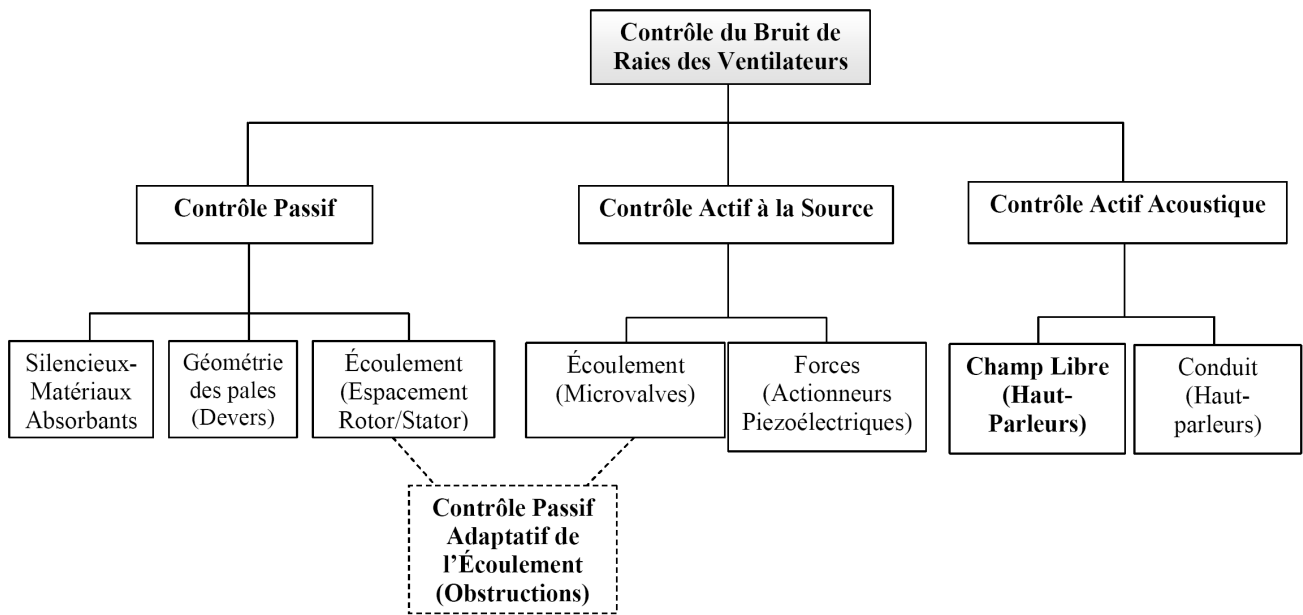 Contrôle du Bruit de
Raies des Ventilateurs
Contrôle Passif
Contrôle Actif à la Source
Contrôle Actif Acoustique
Silencieux-
Matériaux
Absorbants
Géométrie
des pales
(Devers)
Écoulement
(Espacement
Rotor/Stator)
Écoulement
(Microvalves)
Forces
(Actionneurs
Piezoélectriques)
Champ Libre
(Haut-
Parleurs)
Conduit
(Haut-
parleurs)
Contrôle Passif
Adaptatif de
l’Écoulement
(Obstructions)